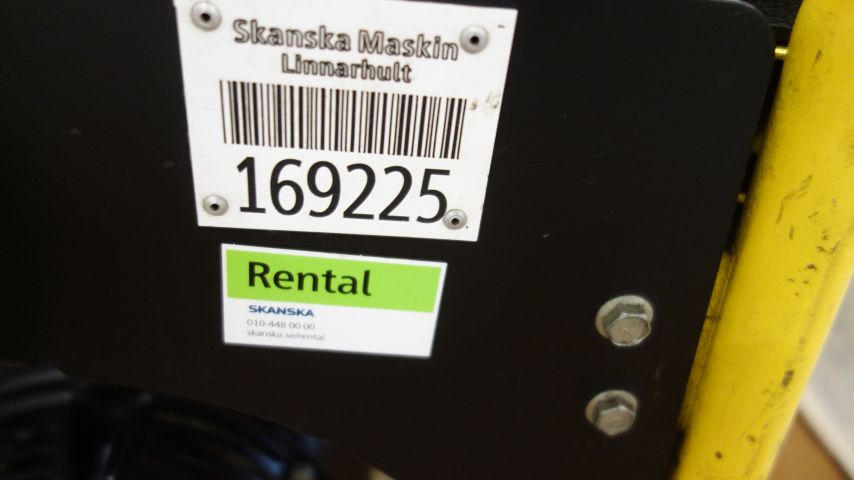 Skanska Maskin
Linnarhult
169225
Rental
SKANSKA
010-448 00 00
skanska.se/rental